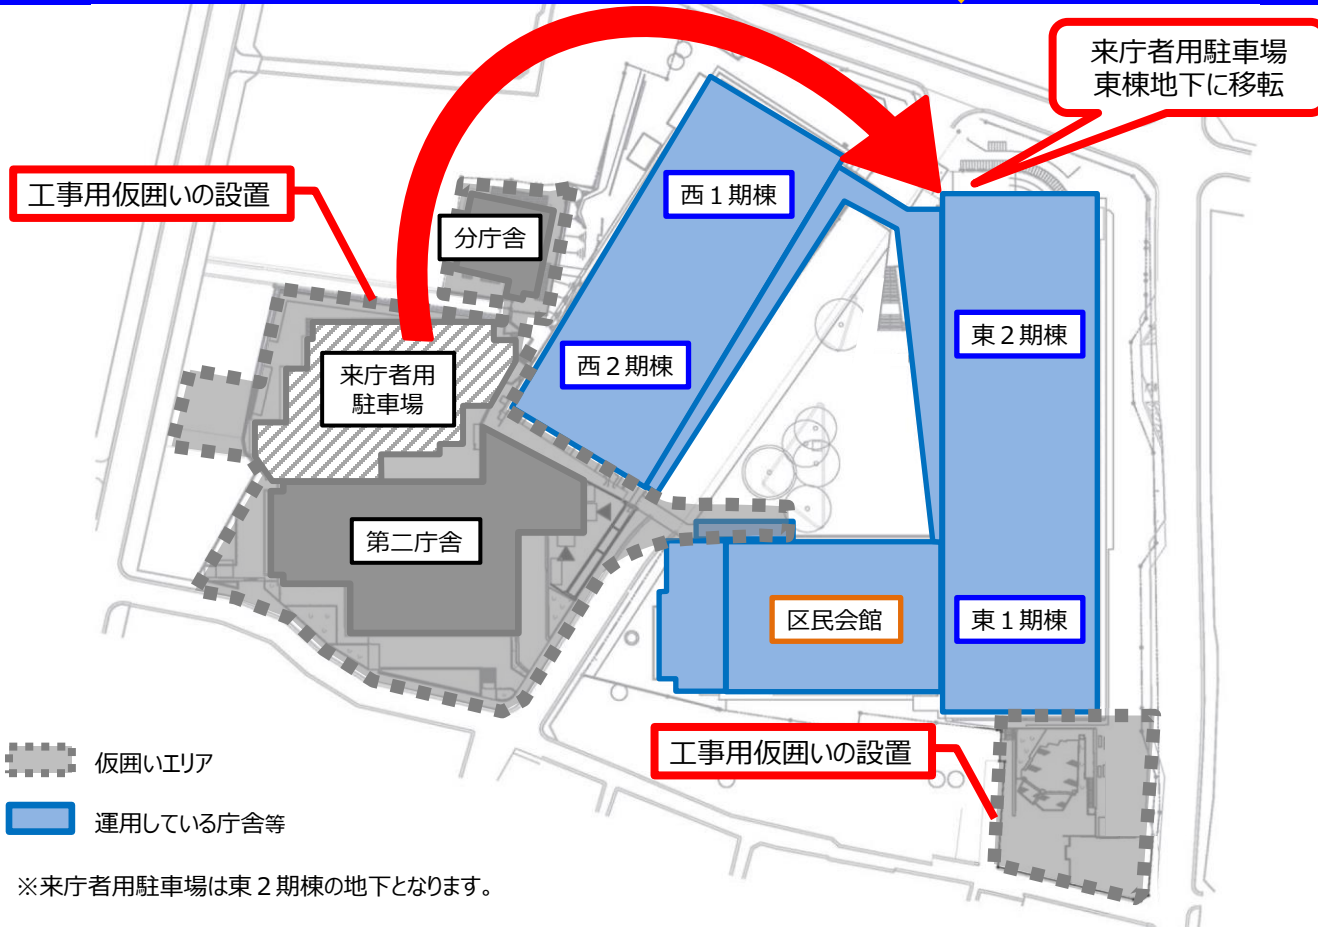 来庁者用駐車場
東棟地下に移転
工事用仮囲いの設置
西１期棟
分庁舎
東２期棟
西２期棟
来庁者用
駐車場
第二庁舎
区民会館
東１期棟
工事用仮囲いの設置
仮囲いエリア
運用している庁舎等
※来庁者用駐車場は東２期棟の地下となります。